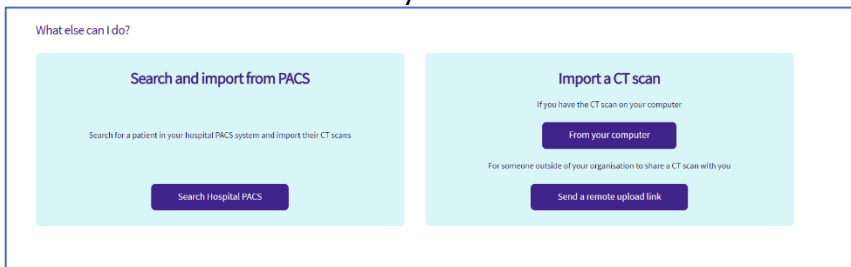 What else can I do?
Search and import from PACS
Search for a patient in your hospital PACS system and import their CT scans
Search Hospital PACS
Import a CT scan
If you have the CT scan on your computer
From your computer
For someone outside of your organisation to share a CT scan with you
Send a remote upload link